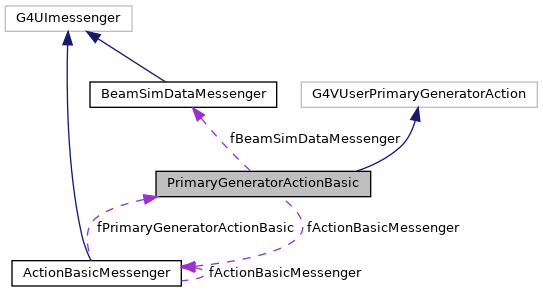 G4UImessenger
BeamSimDataMessenger
G4VUserPrimaryGeneratorAction
fBeamSimDataMessenger
PrimaryGeneratorActionBasic
fPrimaryGeneratorActionBasic
fActionBasicMessenger
ActionBasicMessenger
fActionBasicMessenger